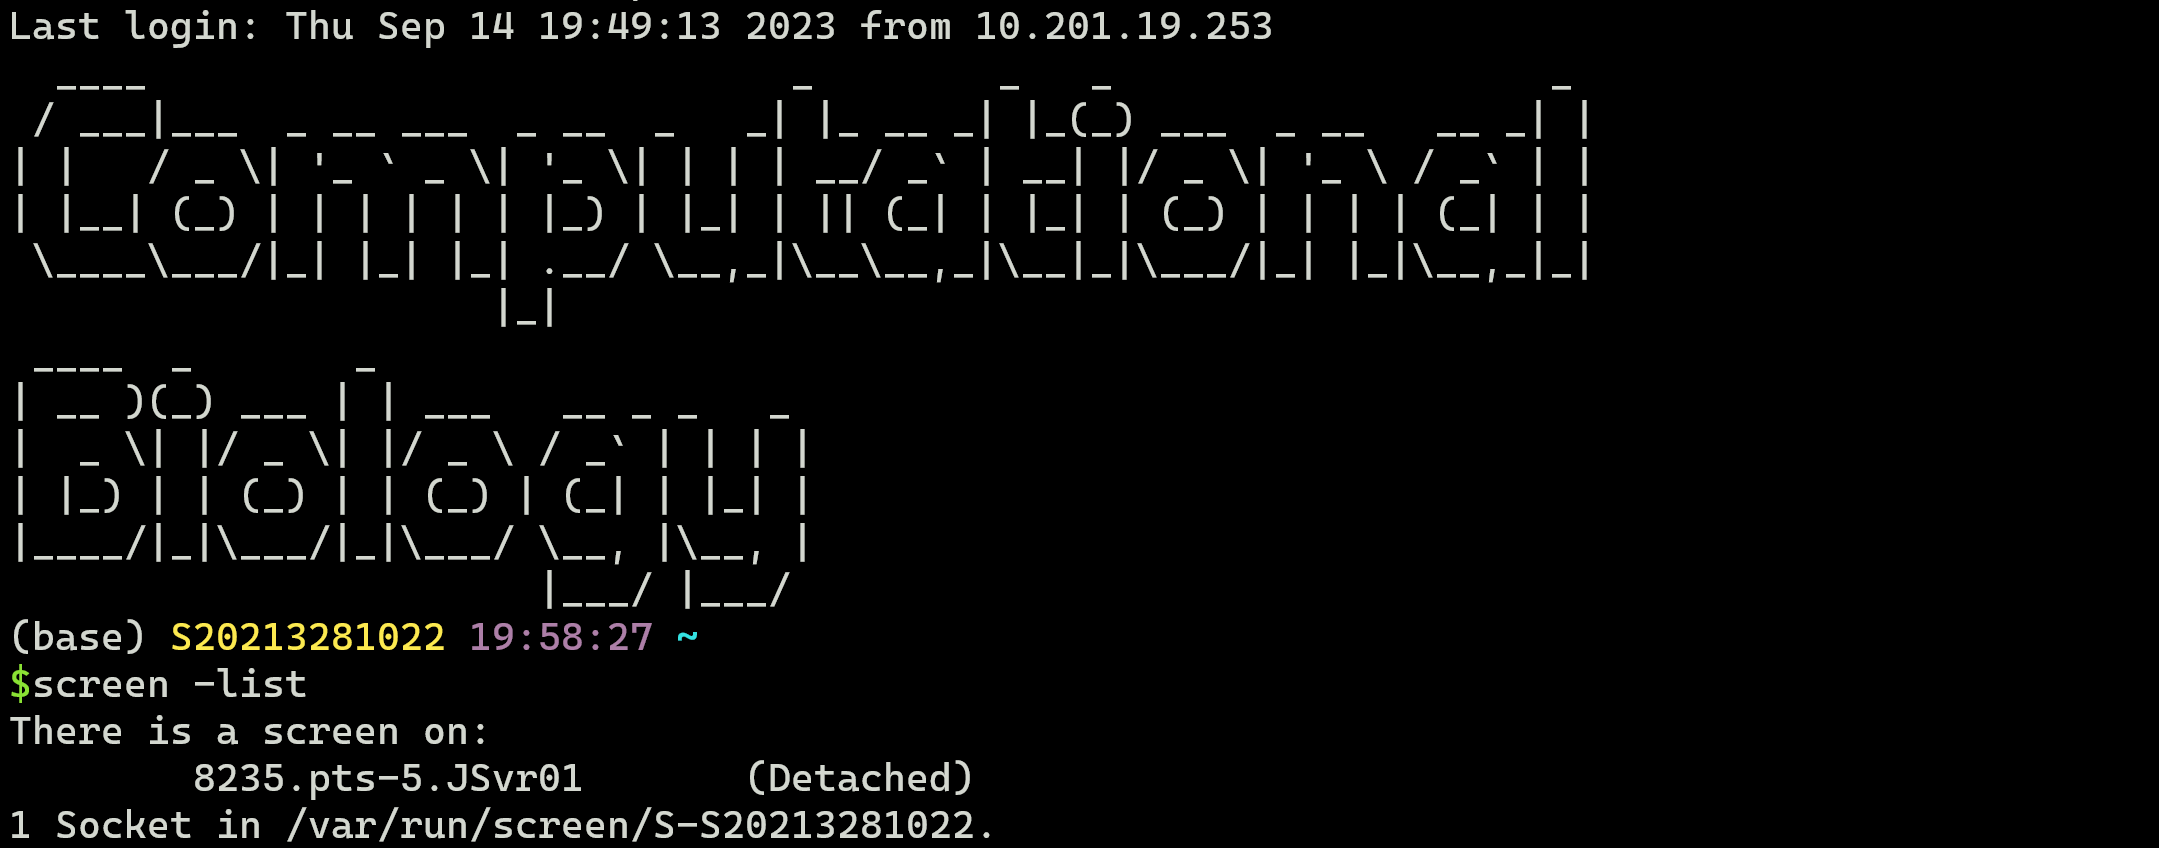 Last login: Thu Sep 14 19:49:13 2023 from 10.201.19.253
Computational
Biology
(base) S20213281022 19:58:27 ~
$screen -list
There is a screen on:
8235.pts-5.JSvr01 (Detached)
1 Socket in /var/run/screen/S-S20213281022.